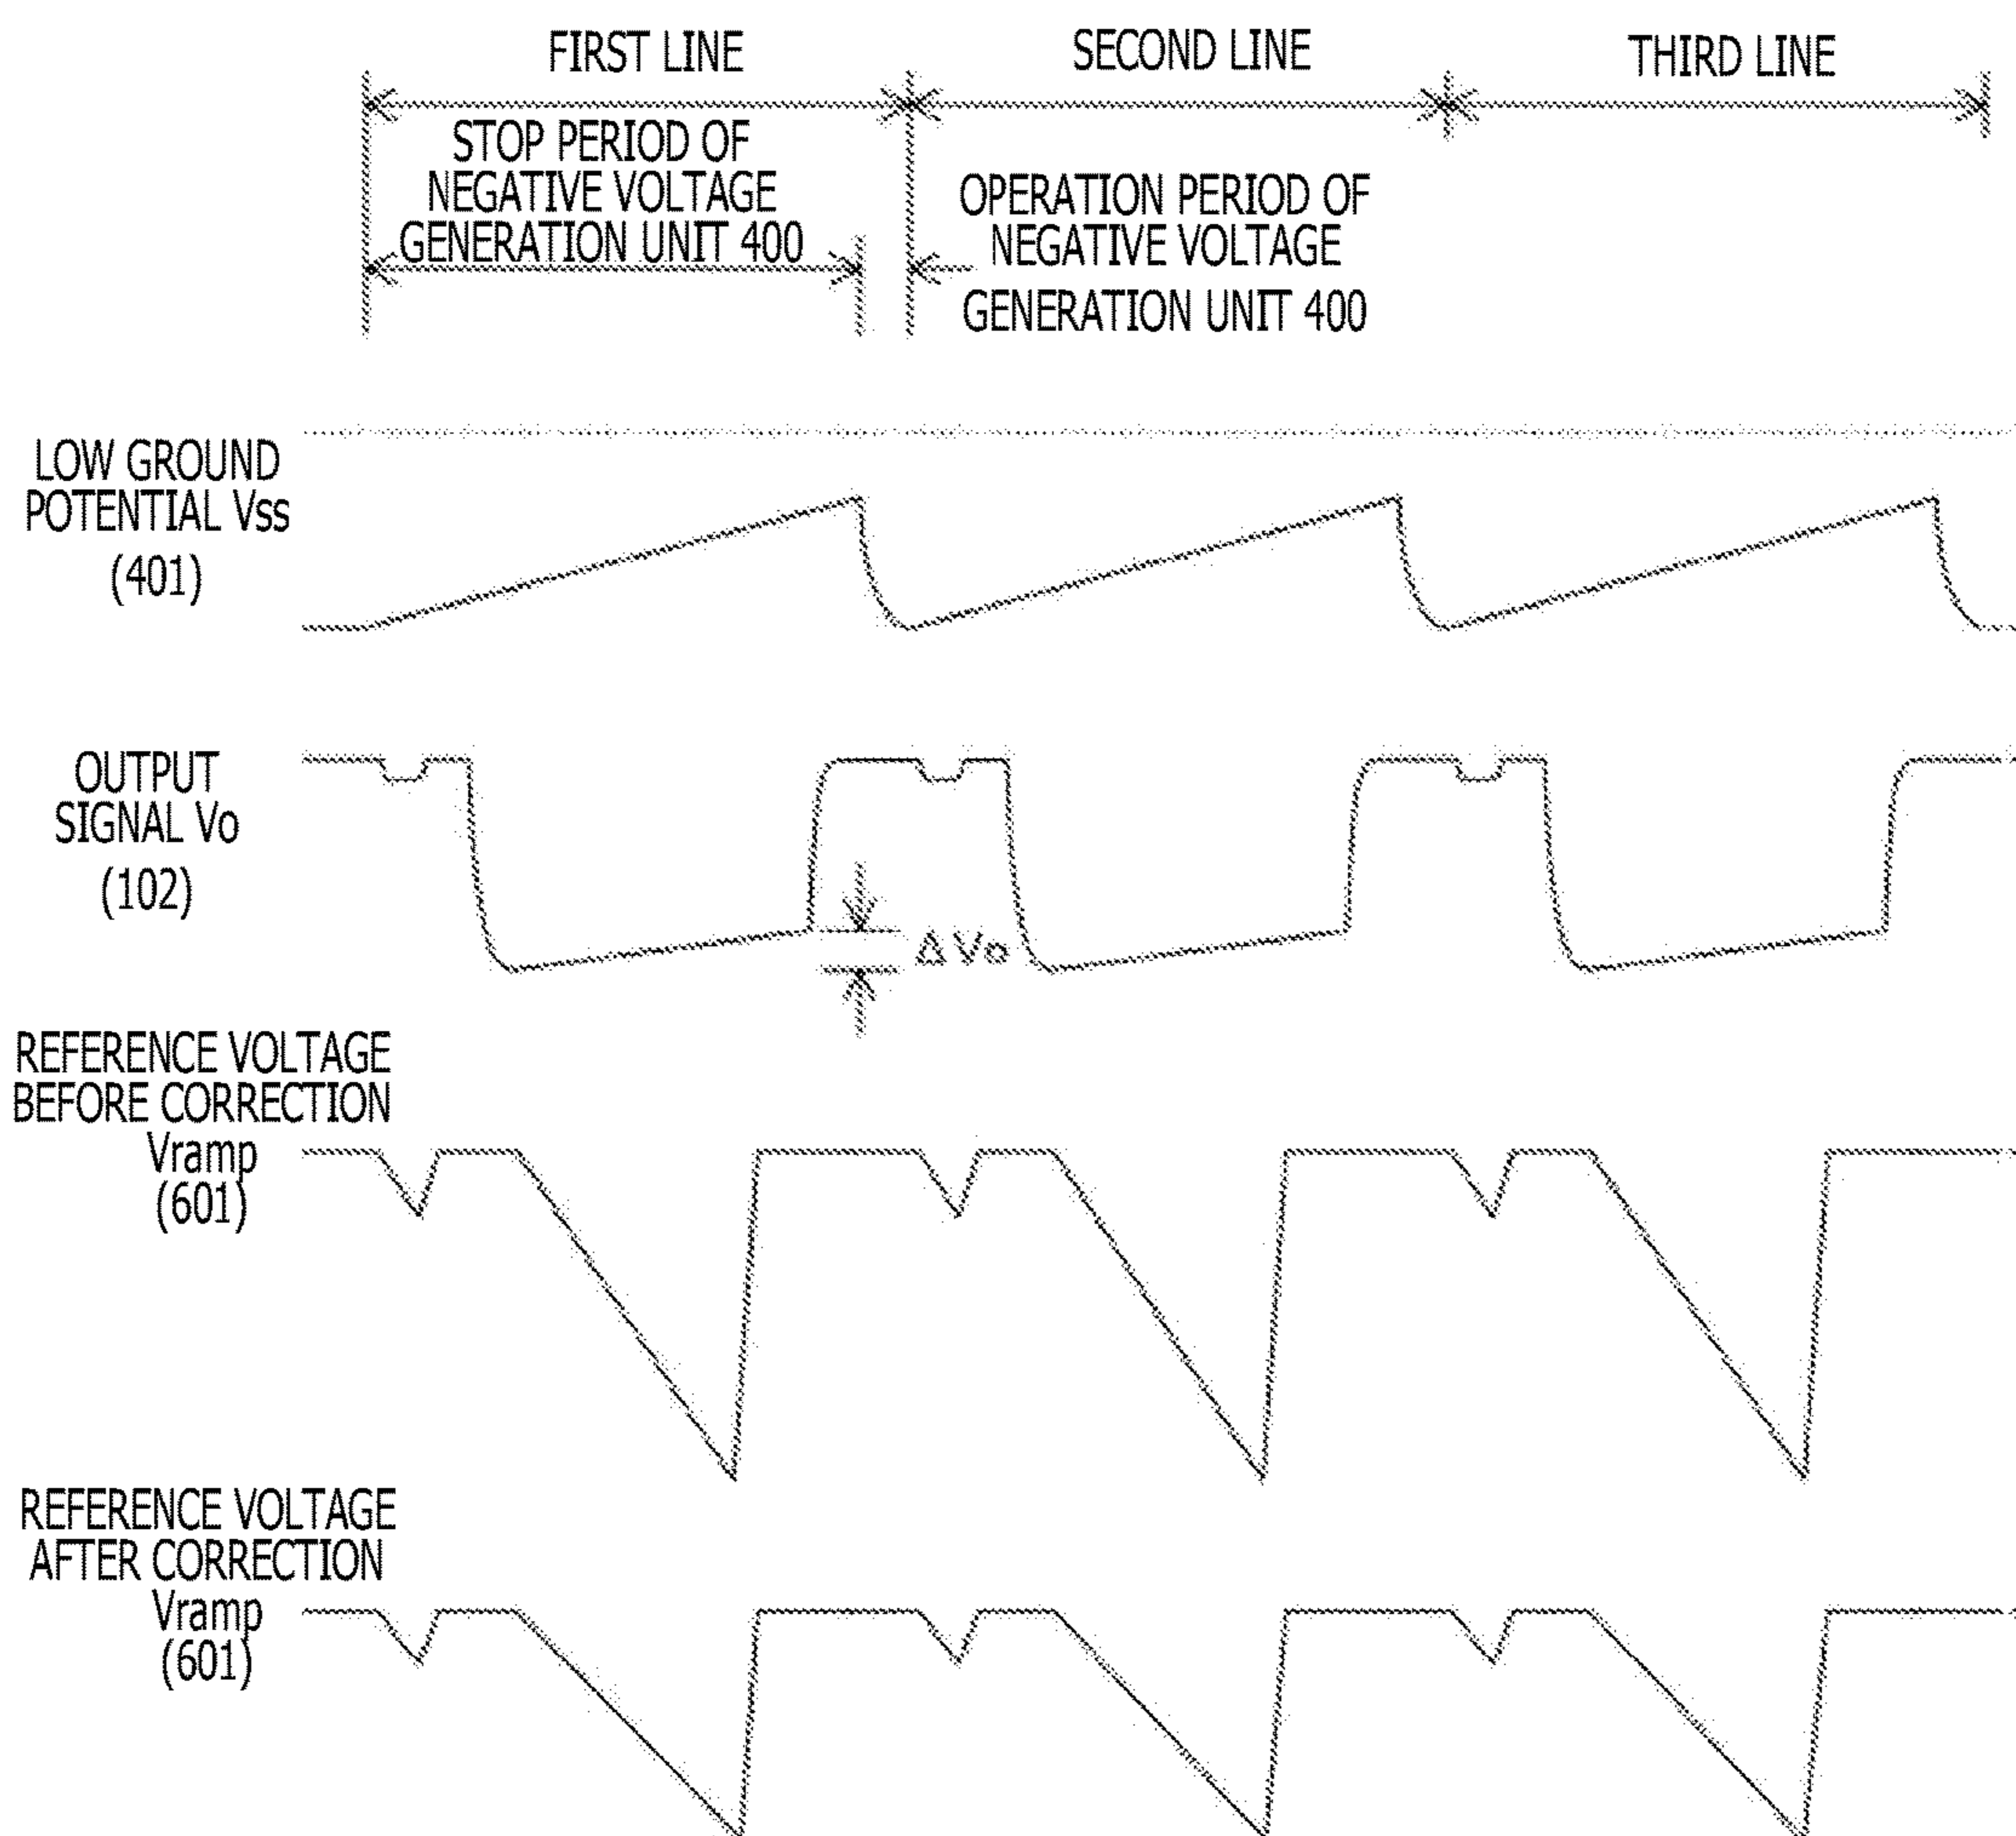 FIRST LINE
SECOND LINE
THIRD LINE
STOP PERIOD OF
NEGATIVE VOLTAGE
GENERATION UNIT 400
OPERATION PERIOD OF
NEGATIVE VOLTAGE
GENERATION UNIT 400
LOW GROUND
POTENTIAL Vss
(401)
OUTPUT
SIGNAL Vo
(102)
Δ Vo
REFERENCE VOLTAGE
BEFORE CORRECTION
Vramp
(601)
REFERENCE VOLTAGE
AFTER CORRECTION
Vramp
(601)